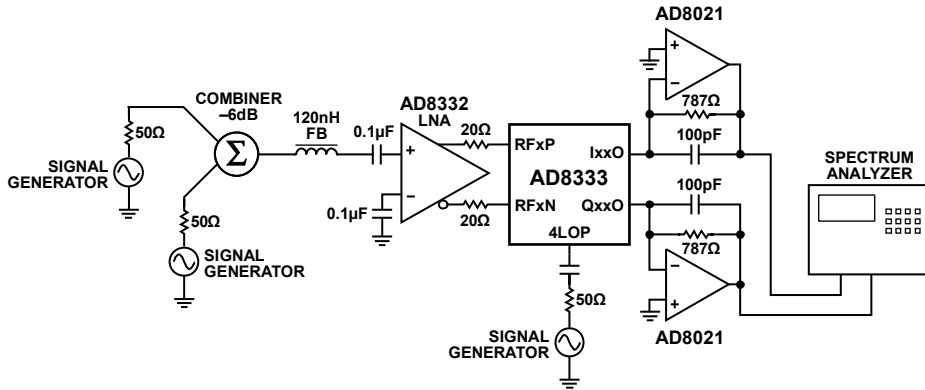 AD8021
COMBINER
–6dB
120nH
FB
AD8332
LNA
787Ω
50Ω
0.1µF
20Ω
100pF
RFxP
IxxO
SPECTRUM
ANALYZER
SIGNAL
GENERATOR
Σ
+
–
AD8333
100pF
0.1µF
RFxN
QxxO
20Ω
4LOP
787Ω
50Ω
SIGNAL
GENERATOR
50Ω
SIGNAL
GENERATOR
+
–
–
+
AD8021